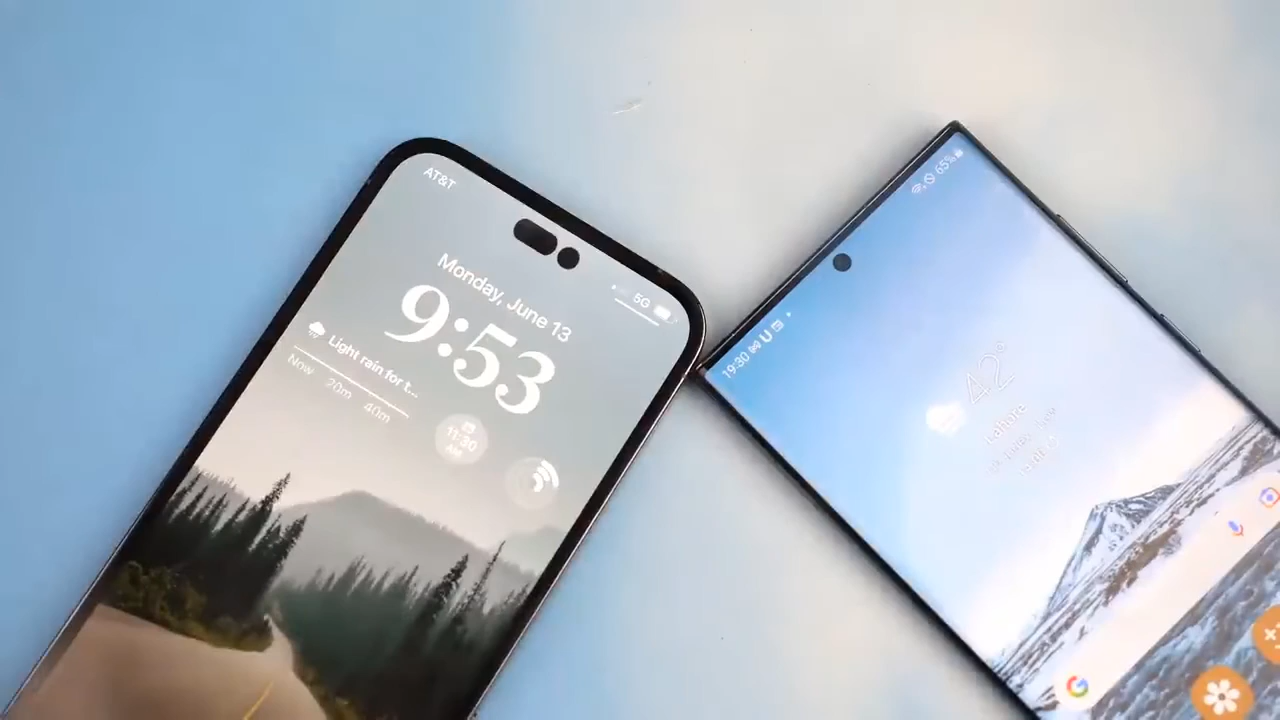 AT&T
5G
Monday, June 13
9:53
Light rain for t...
Now 20m 40m
11:30
AM
65%
19:30
42°
Lahore